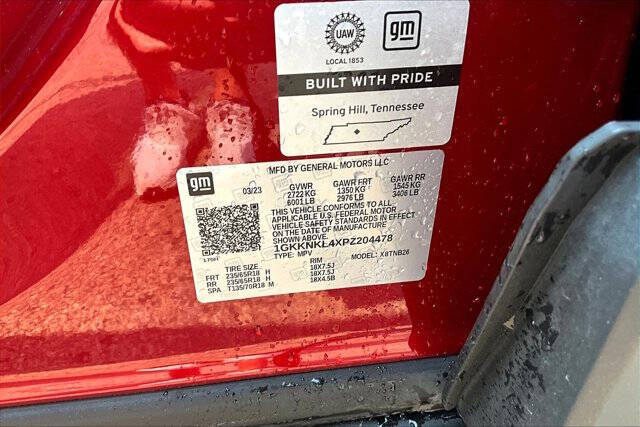 UAW
gm
LOCAL 1853
BUILT WITH PRIDE
Spring Hill, Tennessee
MFD BY GENERAL MOTORS LLC
gm
03/23 GVWR GAWR FRT GAWR RR
2722 KG 1350 KG 1545 KG
6001 LB 2976 LB 3406 LB
THIS VEHICLE CONFORMS TO ALL
APPLICABLE U.S. FEDERAL MOTOR
VEHICLE SAFETY STANDARDS IN EFFECT
ON THE DATE OF MANUFACTURE
SHOWN ABOVE.
1GKKNKL4XPZ204478
TYPE: MPV MODEL: X8TNB26
TIRE SIZE RIM
FRT 235/65R18 H 18X7.5J
RR 235/65R18 H 18X7.5J
SPA T135/70R18 M 18X4.5B